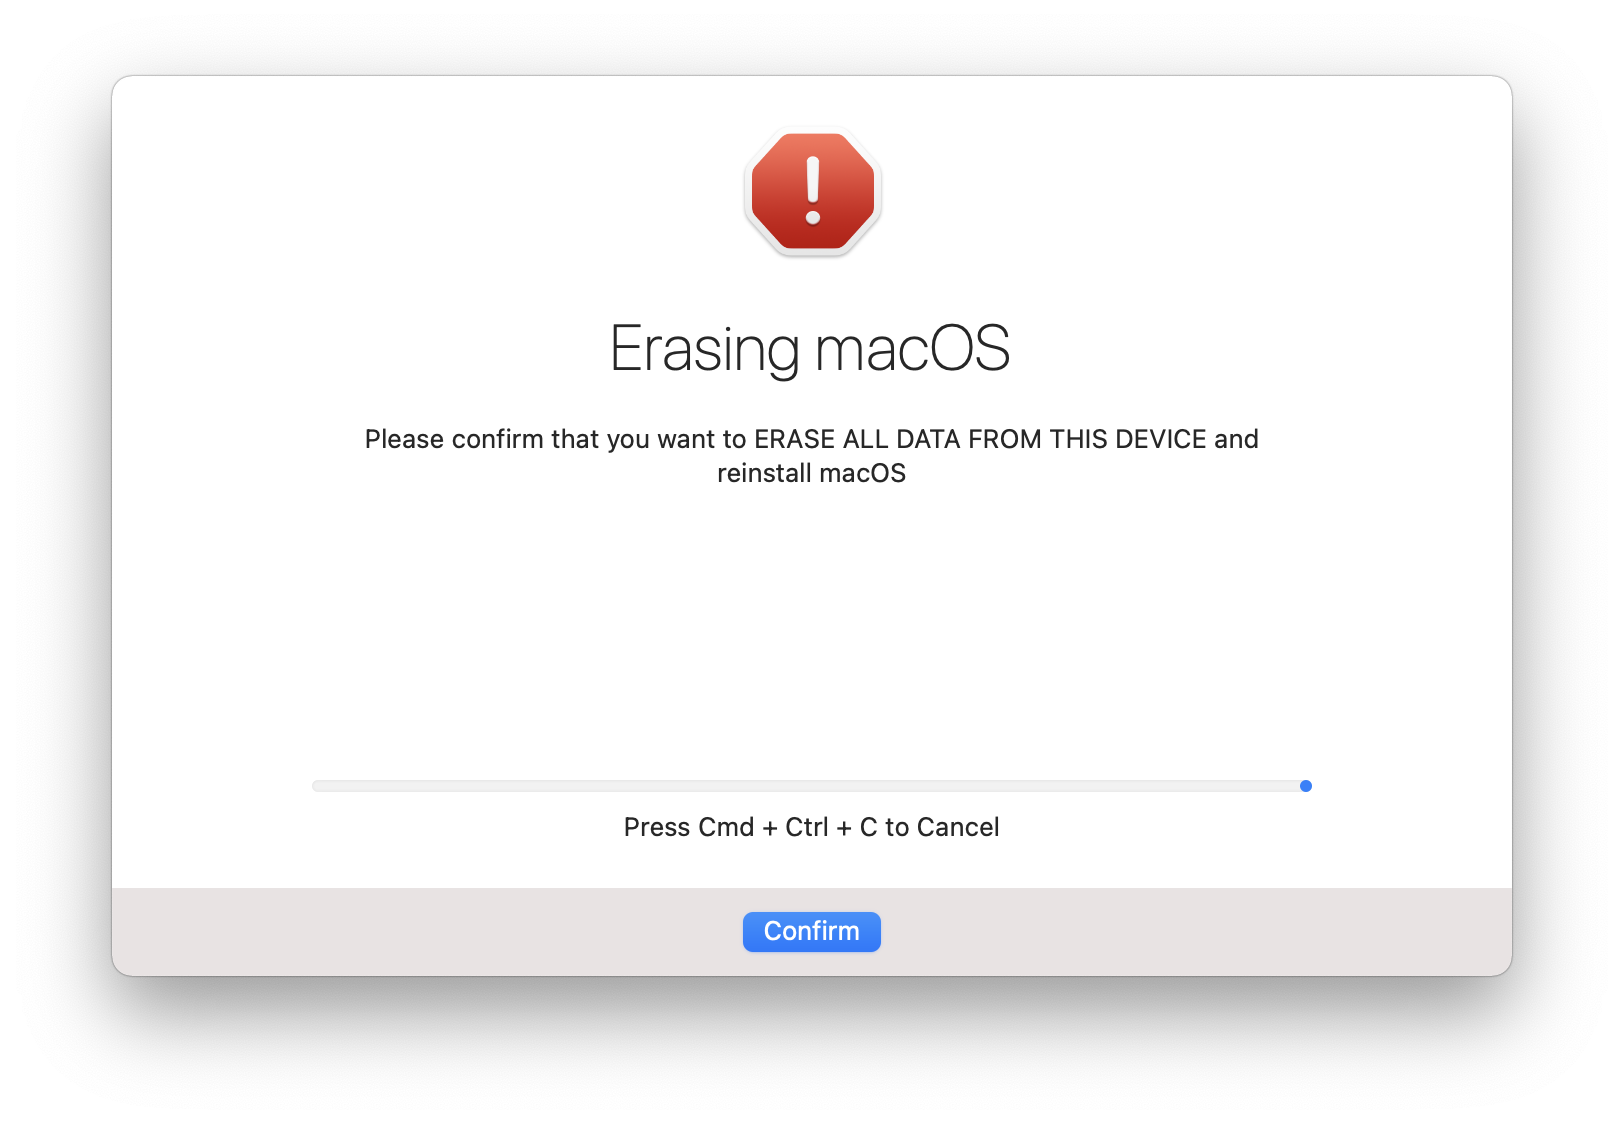 Erasing macOS
Please confirm that you want to ERASE ALL DATA FROM THIS DEVICE and
reinstall macOS
Press Cmd + Ctrl + C to Cancel
Confirm